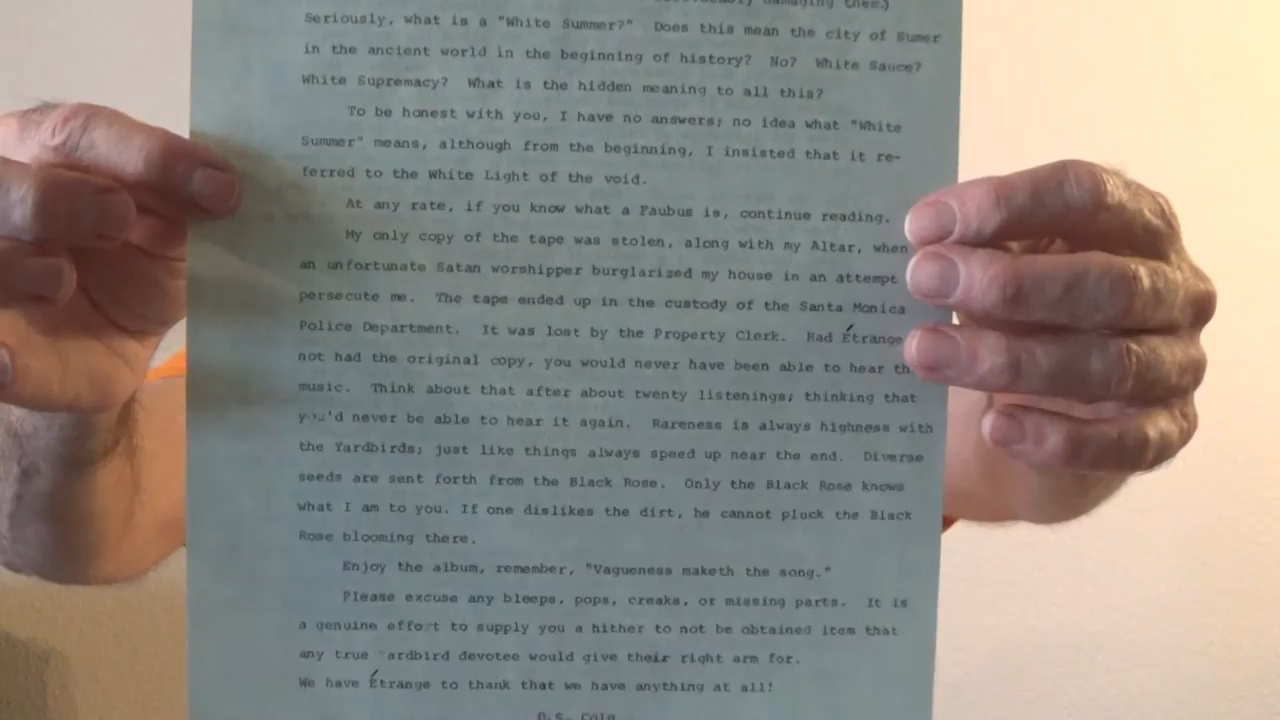 damaging them.)
Seriously, what is a "White Summer?" Does this mean the city of Sumer
in the ancient world in the beginning of history? No? White Sauce?
White Supremacy? What is the hidden meaning to all this?
To be honest with you, I have no answers; no idea what "White
Summer" means, although from the beginning, I insisted that it re-
ferred to the White Light of the void.
At any rate, if you know what a Faubus is, continue reading.
My only copy of the tape was stolen, along with my Altar, when
an unfortunate Satan worshipper burglarized my house in an attempt
persecute me. The tape ended up in the custody of the Santa Monica
Police Department. It was lost by the Property Clerk. Had Étrange
not had the original copy, you would never have been able to hear th
music. Think about that after about twenty listenings; thinking that
you'd never be able to hear it again. Rareness is always highness with
the Yardbirds; just like things always speed up near the end. Diverse
seeds are sent forth from the Black Rose. Only the Black Rose knows
what I am to you. If one dislikes the dirt, he cannot pluck the Black
Rose blooming there.
Enjoy the album, remember, "Vagueness maketh the song."
Please excuse any bleeps, pops, creaks, or missing parts. It is
a genuine effort to supply you a hither to not be obtained item that
any true ardbird devotee would give their right arm for.
We have Étrange to thank that we have anything at all!